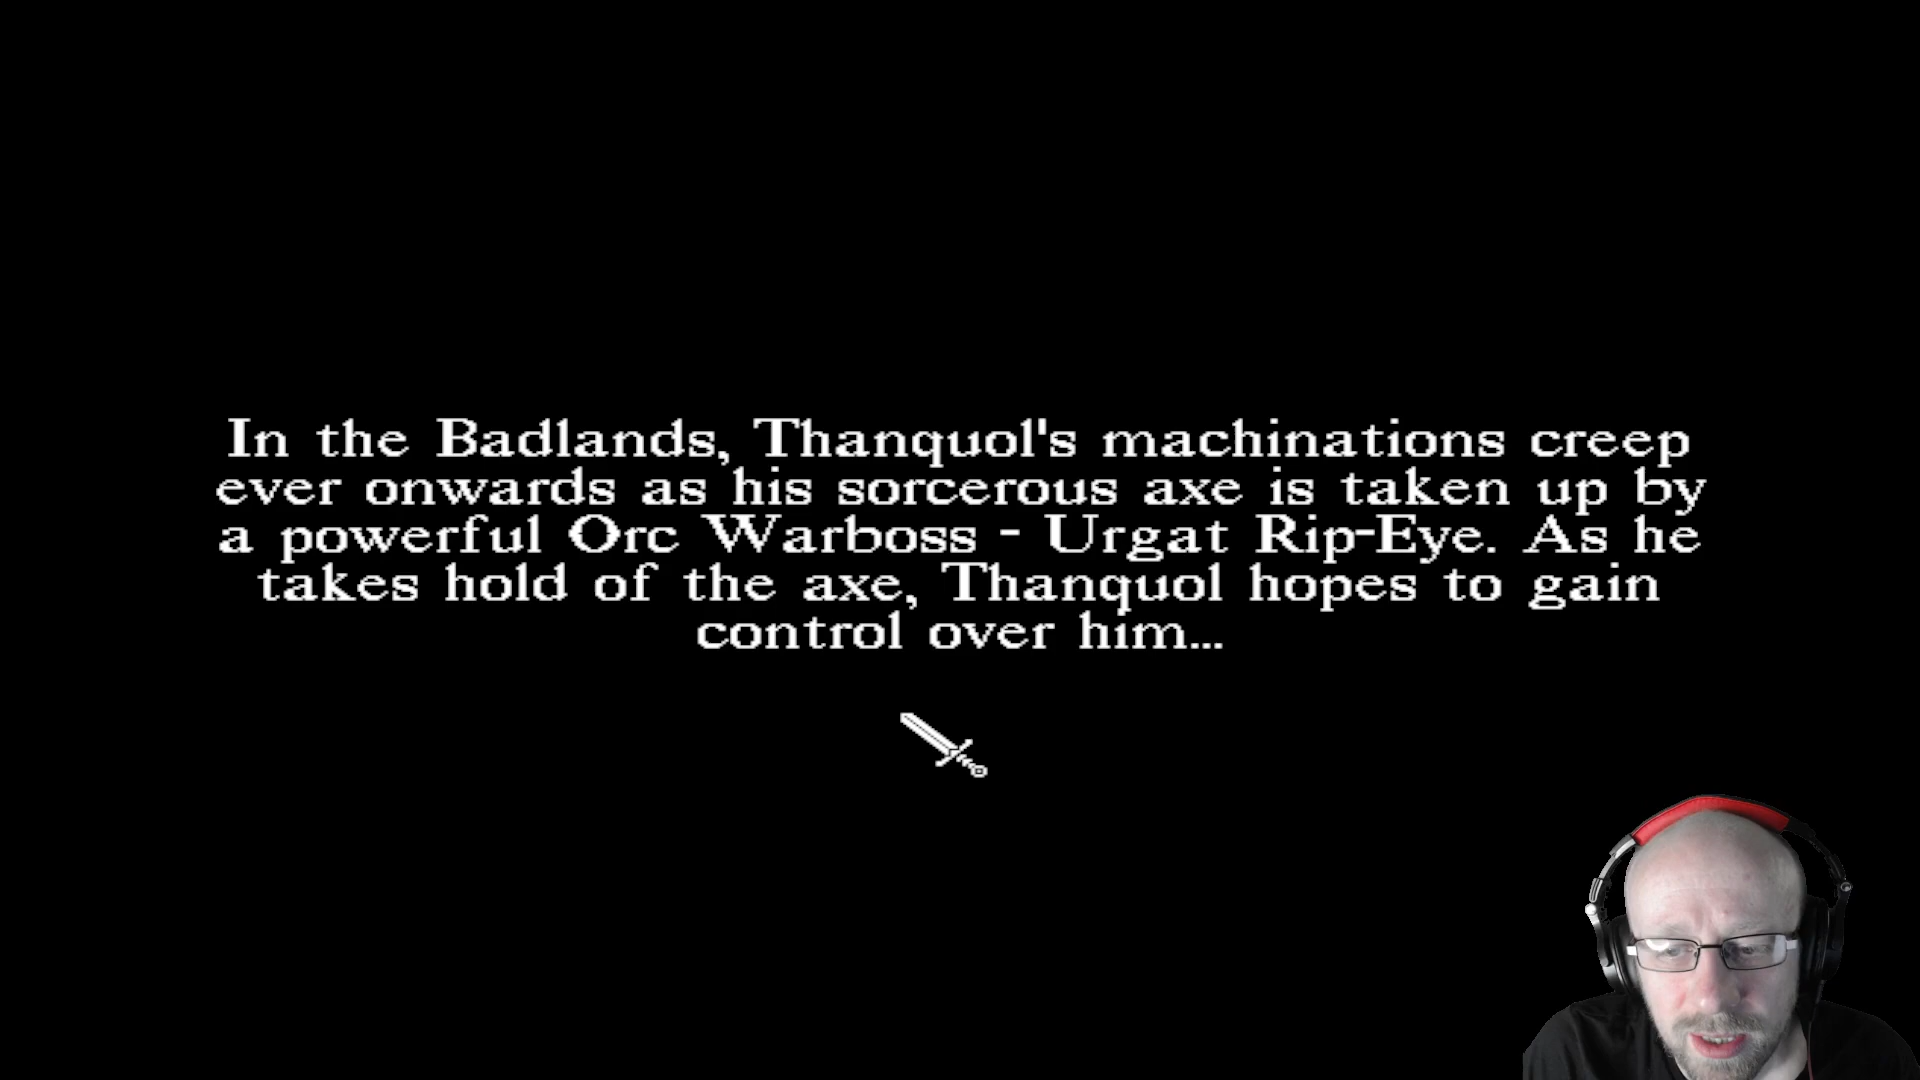 In the Badlands, Thanquol's machinations creep
ever onwards as his sorcerous axe is taken up by
a powerful Orc Warboss - Urgat Rip-Eye. As he
takes hold of the axe, Thanquol hopes to gain
control over him...